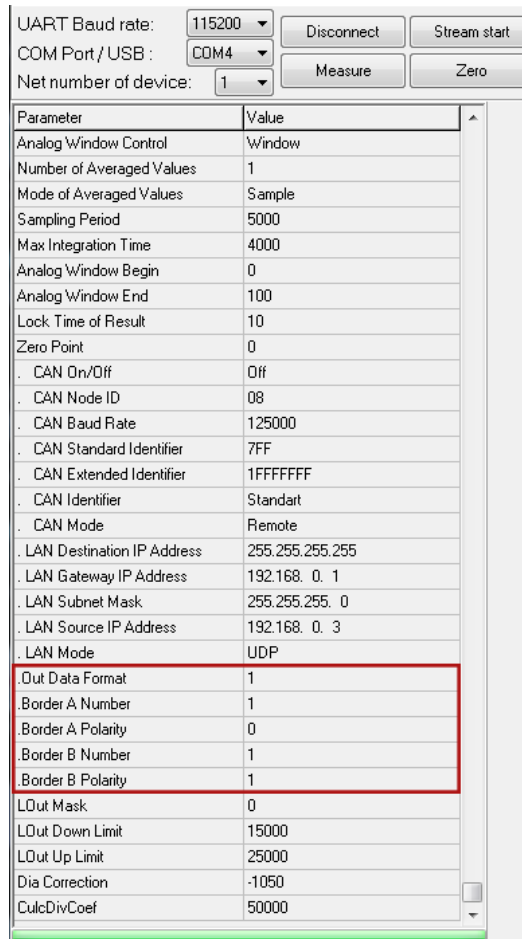 UART Baud rate: 115200 Disconnect Stream start
COM Port / USB : COM4
Net number of device: 1 Measure Zero
Parameter Value
Analog Window Control Window
Number of Averaged Values 1
Mode of Averaged Values Sample
Sampling Period 5000
Max Integration Time 4000
Analog Window Begin 0
Analog Window End 100
Lock Time of Result 10
Zero Point 0
. CAN On/Off Off
. CAN Node ID 08
. CAN Baud Rate 125000
. CAN Standard Identifier 7FF
. CAN Extended Identifier 1FFFFFFF
. CAN Identifier Standart
. CAN Mode Remote
. LAN Destination IP Address 255.255.255.255
. LAN Gateway IP Address 192.168. 0. 1
. LAN Subnet Mask 255.255.255. 0
. LAN Source IP Address 192.168. 0. 3
. LAN Mode UDP
.Out Data Format 1
.Border A Number 1
.Border A Polarity 0
.Border B Number 1
.Border B Polarity 1
LOut Mask 0
LOut Down Limit 15000
LOut Up Limit 25000
Dia Correction -1050
CulcDivCoef 50000